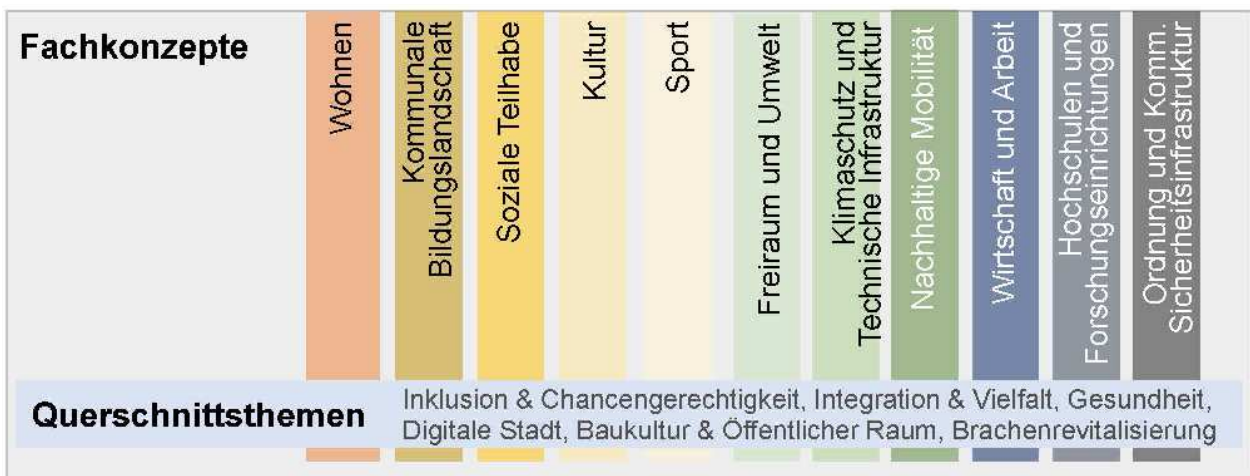 Fachkonzepte
Wohnen
Kommunale
Bildungslandschaft
Soziale Teilhabe
Kultur
Sport
Freiraum und Umwelt
Klimaschutz und
Technische Infrastruktur
Nachhaltige Mobilität
Wirtschaft und Arbeit
Hochschulen und
Forschungseinrichtungen
Ordnung und Komm.
Sicherheitsinfrastruktur
Querschnittsthemen
Inklusion & Chancengerechtigkeit, Integration & Vielfalt, Gesundheit,
Digitale Stadt, Baukultur & Öffentlicher Raum, Brachenrevitalisierung